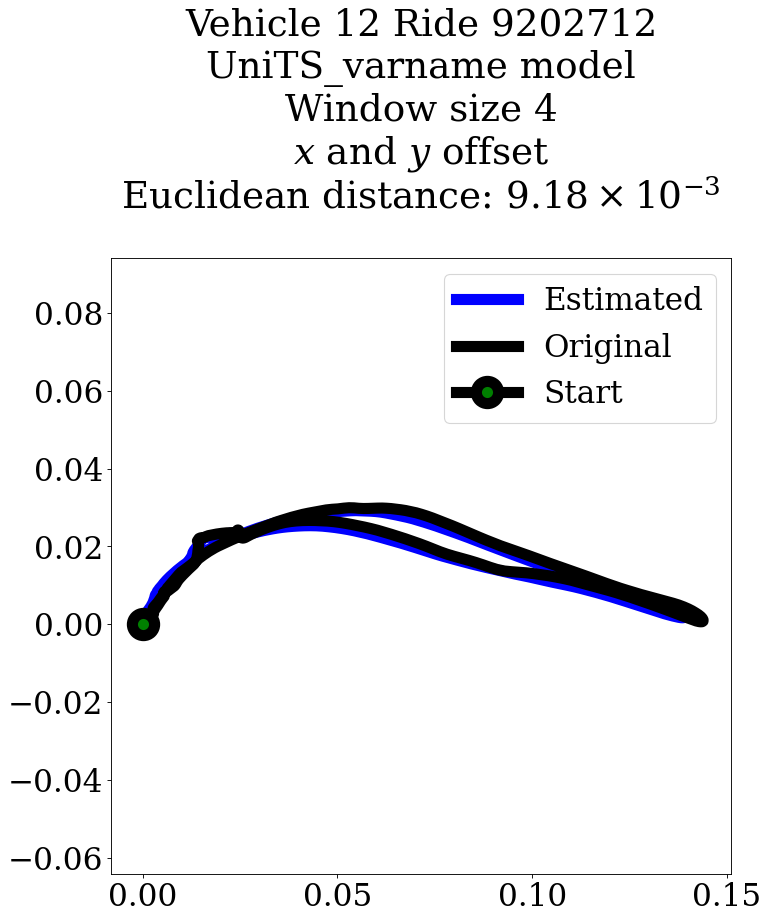 Vehicle 12 Ride 9202712
UniTS_varname model
Window size 4
x and y offset
Euclidean distance: 9.18 × 10⁻³
Estimated
Original
Start
0.08
0.06
0.04
0.02
0.00
−0.02
−0.04
−0.06
0.00 0.05 0.10 0.15